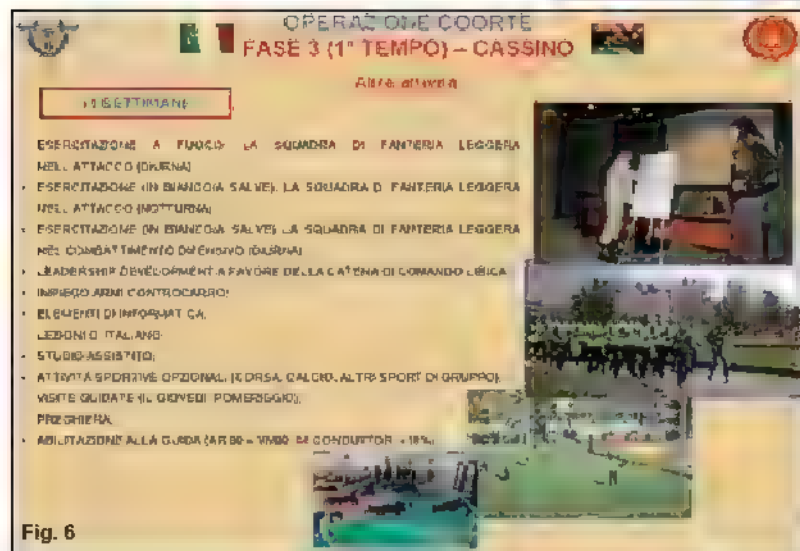 OPERAZIONE COORTE
FASE 3 (1° TEMPO) – CASSINO
Altre attività
SETTIMANE
ESERCITAZIONE A FUOCO: LA SQUADRA DI FANTERIA LEGGERA
NELL'ATTACCO (DIURNA)
• ESERCITAZIONE (IN BIANCO/A SALVE), LA SQUADRA DI FANTERIA LEGGERA
NELL'ATTACCO (NOTTURNA)
• ESERCITAZIONE (IN BIANCO/A SALVE) LA SQUADRA DI FANTERIA LEGGERA
NEL COMBATTIMENTO DIFENSIVO (DIURNA)
• LEADERSHIP DEVELOPMENT A FAVORE DELLA CATENA DI COMANDO LIBICA
• IMPIEGO ARMI CONTROCARRO;
• ELEMENTI DI INFORMATICA;
LEZIONI DI ITALIANO
• STUDIO ASSISTITO;
• ATTIVITÀ SPORTIVE OPZIONALI (CORSA, CALCIO, ALTRI SPORT DI GRUPPO);
VISITE GUIDATE (IL GIOVEDÌ POMERIGGIO);
PREGHIERA
• ABILITAZIONE ALLA GUIDA CONDUTTORI
Fig. 6